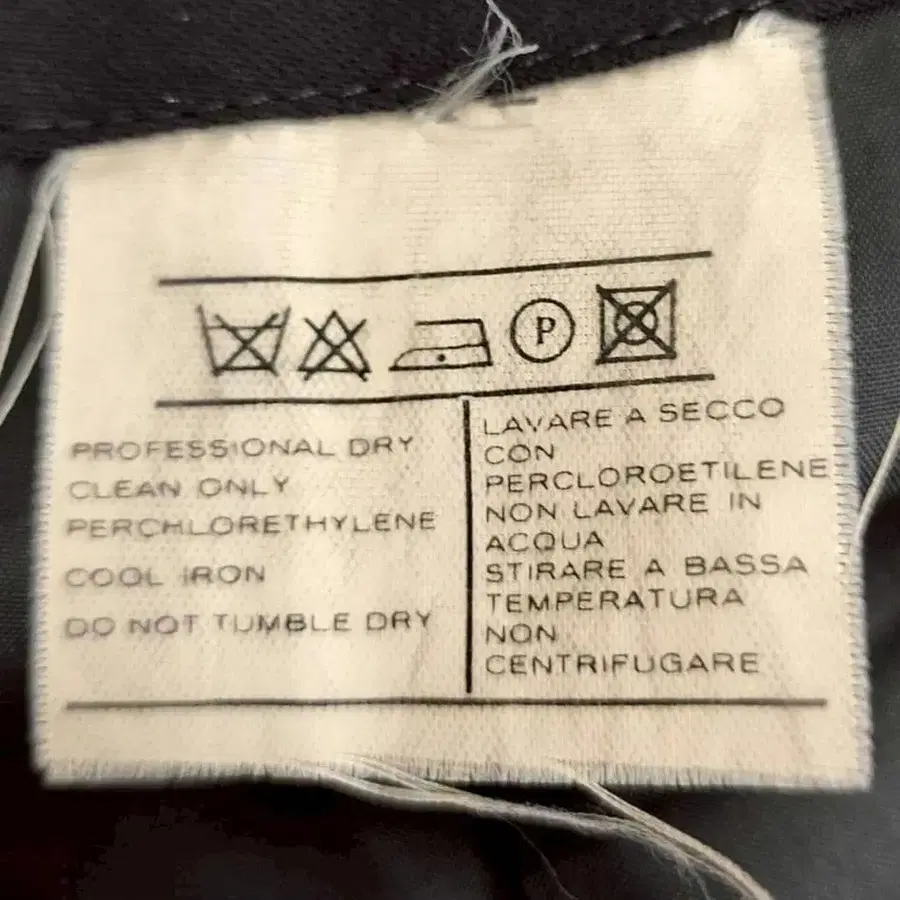 P
PROFESSIONAL DRY
CLEAN ONLY
PERCHLORETHYLENE
COOL IRON
DO NOT TUMBLE DRY
LAVARE A SECCO
CON
PERCLOROETILENE
NON LAVARE IN
ACQUA
STIRARE A BASSA
TEMPERATURA
NON
CENTRIFUGARE